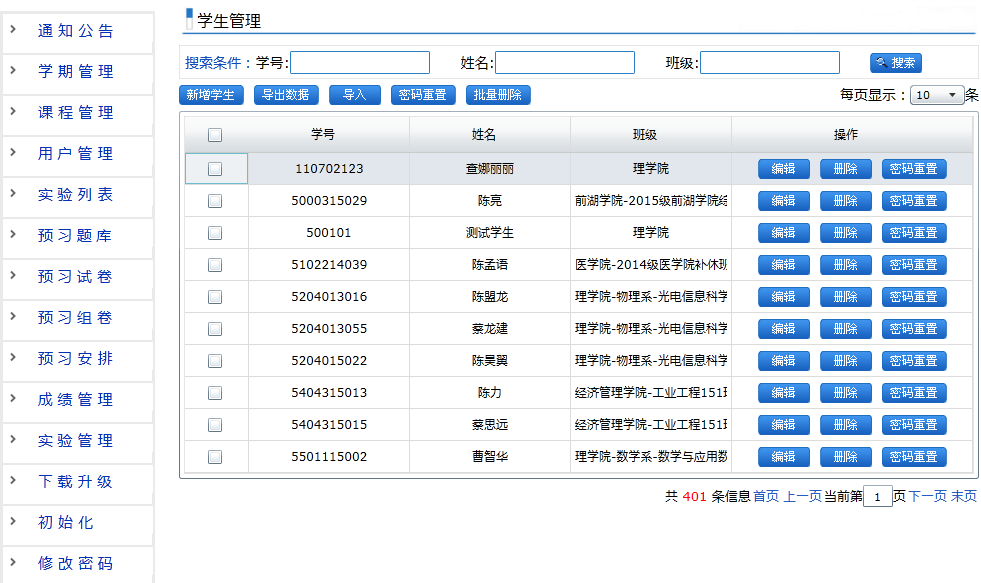 通知公告
学期管理
课程管理
用户管理
实验列表
预习题库
预习试卷
预习组卷
预习安排
成绩管理
实验管理
下载升级
初始化
修改密码
学生管理
搜索条件：学号: 姓名: 班级: 搜索
新增学生 导出数据 导入 密码重置 批量删除 每页显示：10 条
学号 姓名 班级 操作
110702123 查娜丽丽 理学院 编辑 删除 密码重置
5000315029 陈亮 前湖学院-2015级前湖学院综 编辑 删除 密码重置
500101 测试学生 理学院 编辑 删除 密码重置
5102214039 陈孟语 医学院-2014级医学院补休班 编辑 删除 密码重置
5204013016 陈盟龙 理学院-物理系-光电信息科学 编辑 删除 密码重置
5204013055 蔡龙建 理学院-物理系-光电信息科学 编辑 删除 密码重置
5204015022 陈昊翼 理学院-物理系-光电信息科学 编辑 删除 密码重置
5404315013 陈力 经济管理学院-工业工程151班 编辑 删除 密码重置
5404315015 蔡思远 经济管理学院-工业工程151班 编辑 删除 密码重置
5501115002 曹智华 理学院-数学系-数学与应用数 编辑 删除 密码重置
共 401 条信息首页 上一页当前第 1 页下一页 末页